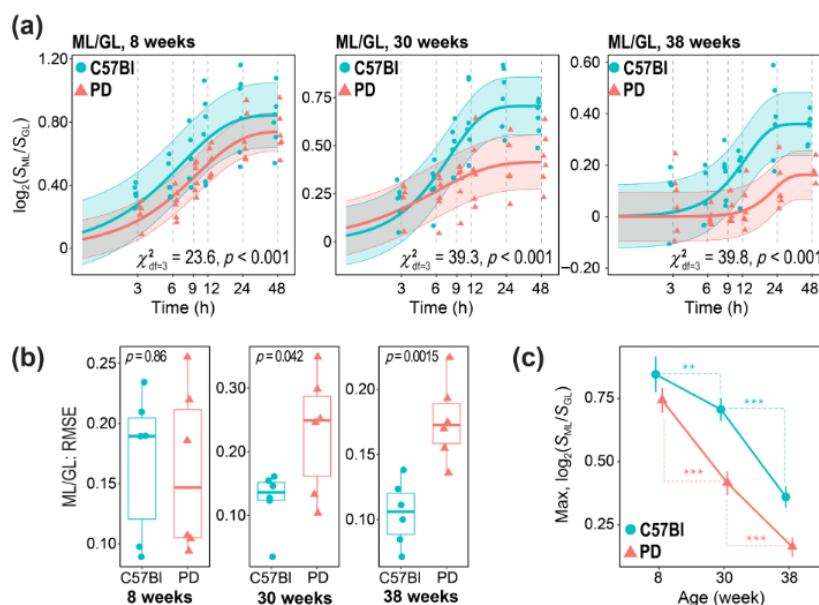 (a)
ML/GL, 8 weeks
C57Bl
PD
log2(SML/SGL)
1.20
0.80
0.40
0
χ²df=3 = 23.6, p < 0.001
3 6 9 12 24 48
Time (h)
ML/GL, 30 weeks
C57Bl
PD
0.75
0.50
0.25
0
χ²df=3 = 39.3, p < 0.001
3 6 9 12 24 48
Time (h)
ML/GL, 38 weeks
C57Bl
PD
0.60
0.40
0.20
0
−0.20
χ²df=3 = 39.8, p < 0.001
3 6 9 12 24 48
Time (h)
(b)
ML/GL: RMSE
p = 0.86
0.25
0.20
0.15
0.10
C57Bl PD
8 weeks
p = 0.042
0.30
0.20
0.10
C57Bl PD
30 weeks
p = 0.0015
0.20
0.15
0.10
C57Bl PD
38 weeks
(c)
Max, log2(SML/SGL)
0.75
0.50
0.25
**
***
***
***
C57Bl
PD
8 30 38
Age (week)